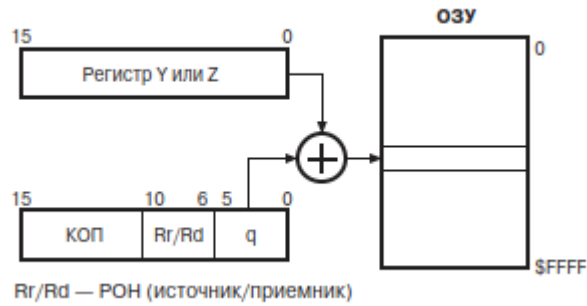 ОЗУ
15 0
Регистр Y или Z
0
15 10 6 5 0
КОП Rr/Rd q
$FFFF
Rr/Rd — РОН (источник/приемник)